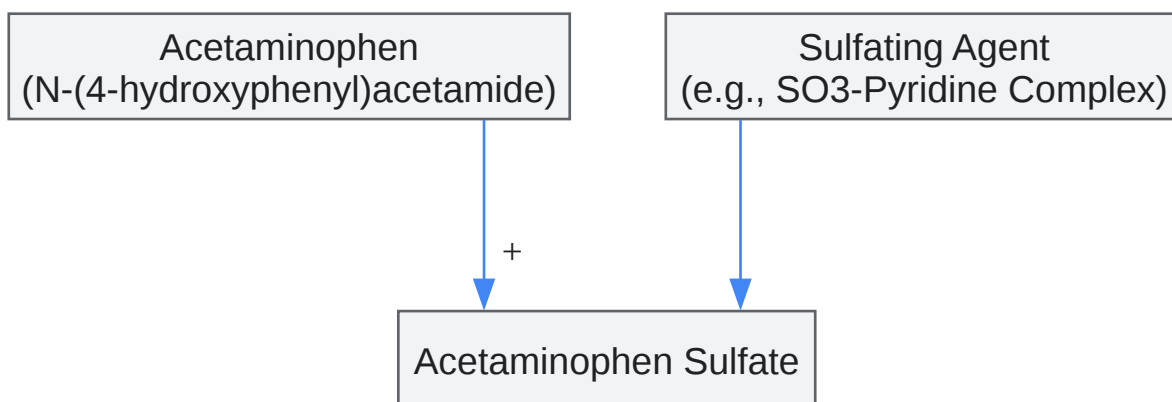 Acetaminophen
(N-(4-hydroxyphenyl)acetamide)
Sulfating Agent
(e.g., SO3-Pyridine Complex)
+
Acetaminophen Sulfate